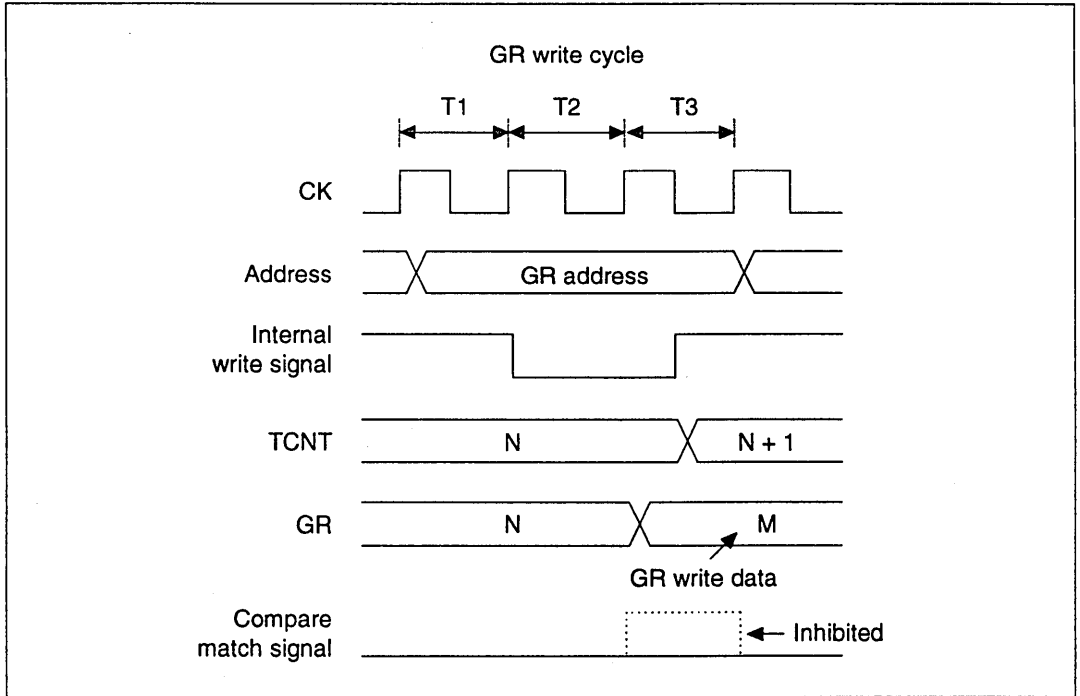 GR write cycle
T1 T2 T3
CK
Address
GR address
Internal
write signal
TCNT
N
N + 1
GR
N
M
GR write data
Compare
match signal
Inhibited